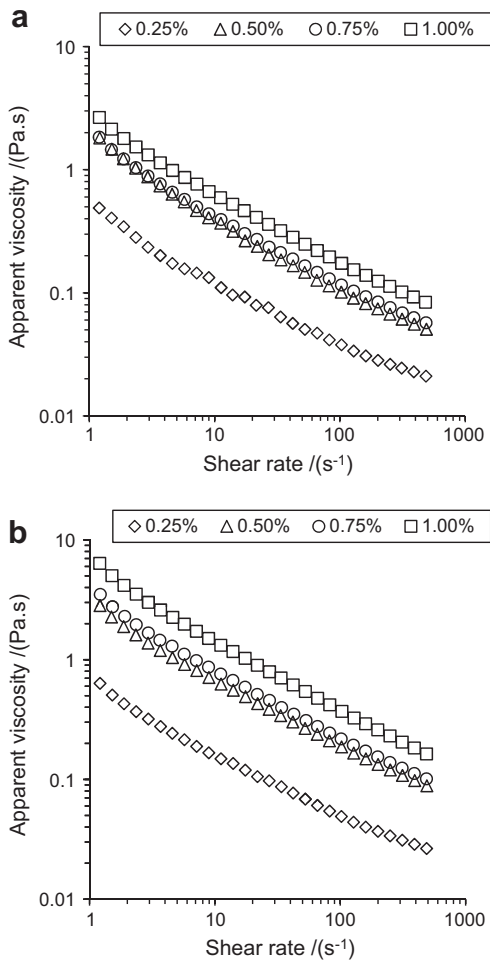 a
◇ 0.25% △ 0.50% ○ 0.75% □ 1.00%
10
1
0.1
0.01
Apparent viscosity /(Pa.s)
1 10 100 1000
Shear rate /(s⁻¹)
b
◇ 0.25% △ 0.50% ○ 0.75% □ 1.00%
10
1
0.1
0.01
Apparent viscosity /(Pa.s)
1 10 100 1000
Shear rate /(s⁻¹)